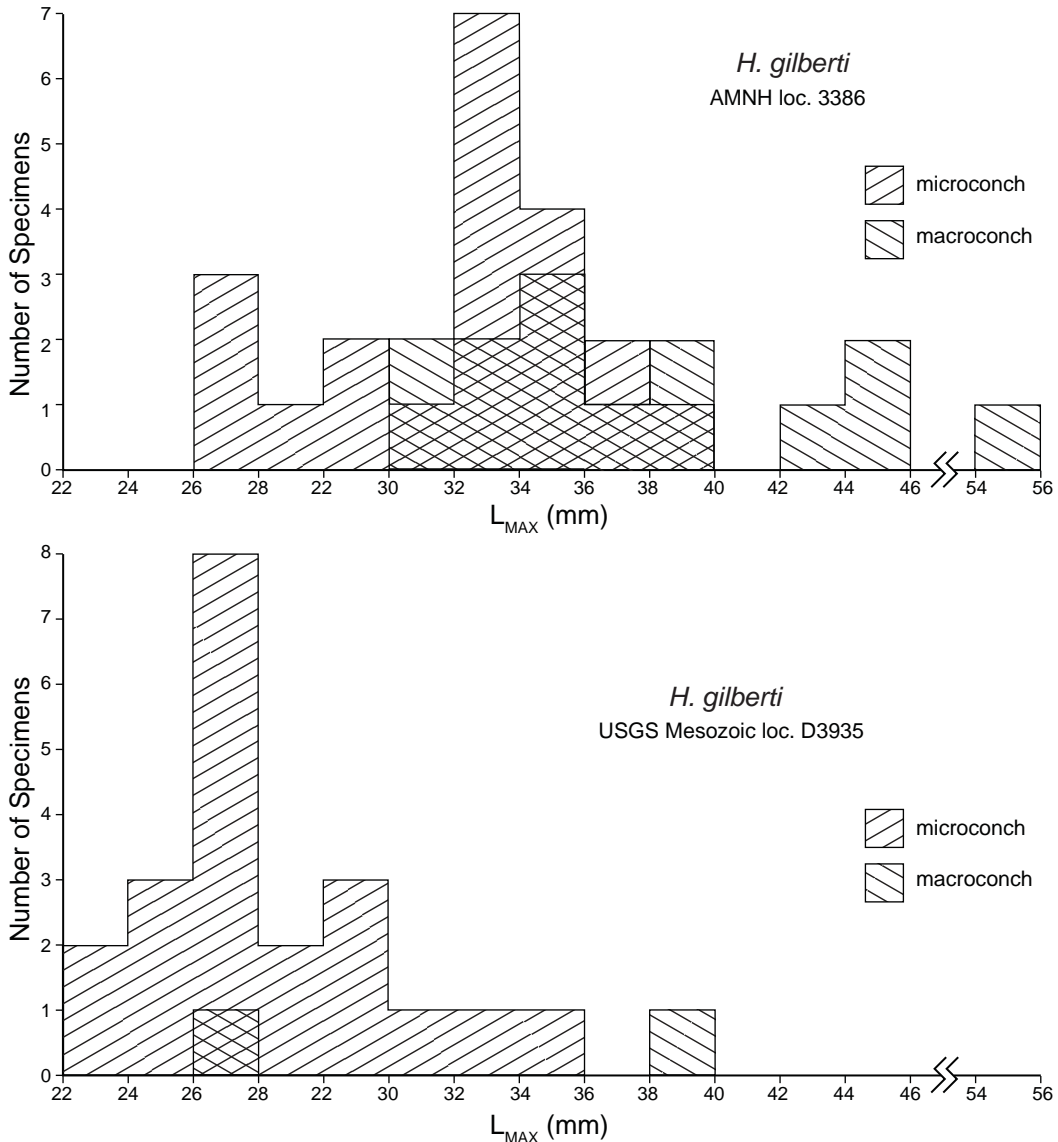 7
6
5
4
3
2
1
0
Number of Specimens
H. gilberti
AMNH loc. 3386
microconch
macroconch
22 24 26 28 22 30 32 34 36 38 40 42 44 46 54 56
LMAX (mm)
8
7
6
5
4
3
2
1
0
Number of Specimens
H. gilberti
USGS Mesozoic loc. D3935
microconch
macroconch
22 24 26 28 22 30 32 34 36 38 40 42 44 46 54 56
LMAX (mm)